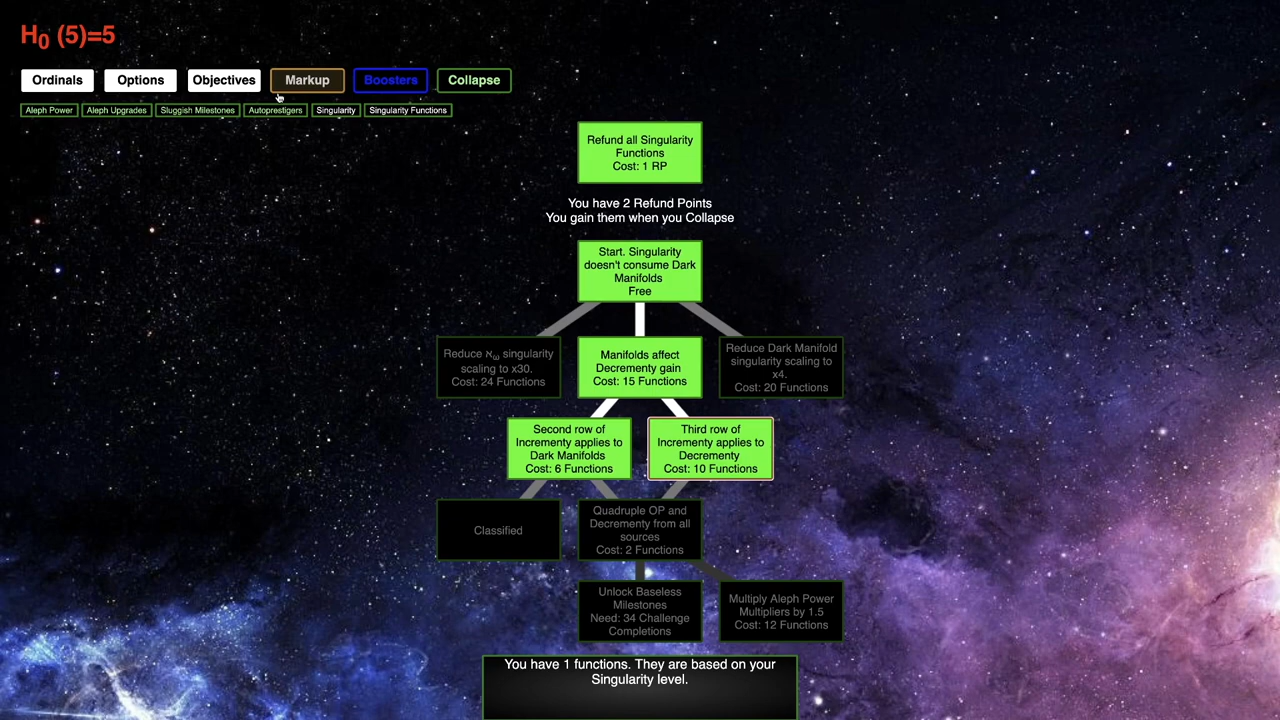 H₀ (5)=5
Ordinals Options Objectives Markup Boosters Collapse
Aleph Power Aleph Upgrades Sluggish Milestones Autoprestigers Singularity Singularity Functions
Refund all Singularity
Functions
Cost: 1 RP
You have 2 Refund Points
You gain them when you Collapse
Start. Singularity
doesn't consume Dark
Manifolds
Free
Reduce ℵω singularity
scaling to x30.
Cost: 24 Functions
Manifolds affect
Decrementy gain
Cost: 15 Functions
Reduce Dark Manifold
singularity scaling to
x4.
Cost: 20 Functions
Second row of
Incrementy applies to
Dark Manifolds
Cost: 6 Functions
Third row of
Incrementy applies to
Decrementy
Cost: 10 Functions
Classified
Quadruple OP and
Decrementy from all
sources
Cost: 2 Functions
Unlock Baseless
Milestones
Need: 34 Challenge
Completions
Multiply Aleph Power
Multipliers by 1.5
Cost: 12 Functions
You have 1 functions. They are based on your
Singularity level.